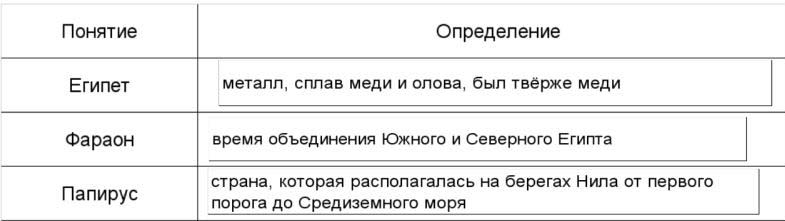 Понятие Определение
Египет металл, сплав меди и олова, был твёрже меди
Фараон время объединения Южного и Северного Египта
Папирус страна, которая располагалась на берегах Нила от первого
порога до Средиземного моря